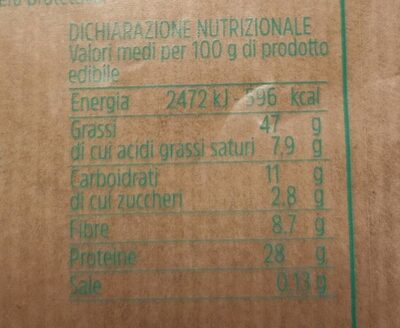 DICHIARAZIONE NUTRIZIONALE
Valori medi per 100 g di prodotto
edibile
Energia 2472 kJ - 596 kcal
Grassi 47 g
di cui acidi grassi saturi 7,9 g
Carboidrati 11 g
di cui zuccheri 2.8 g
Fibre 8.7 g
Proteine 28 g
Sale 0.13 g